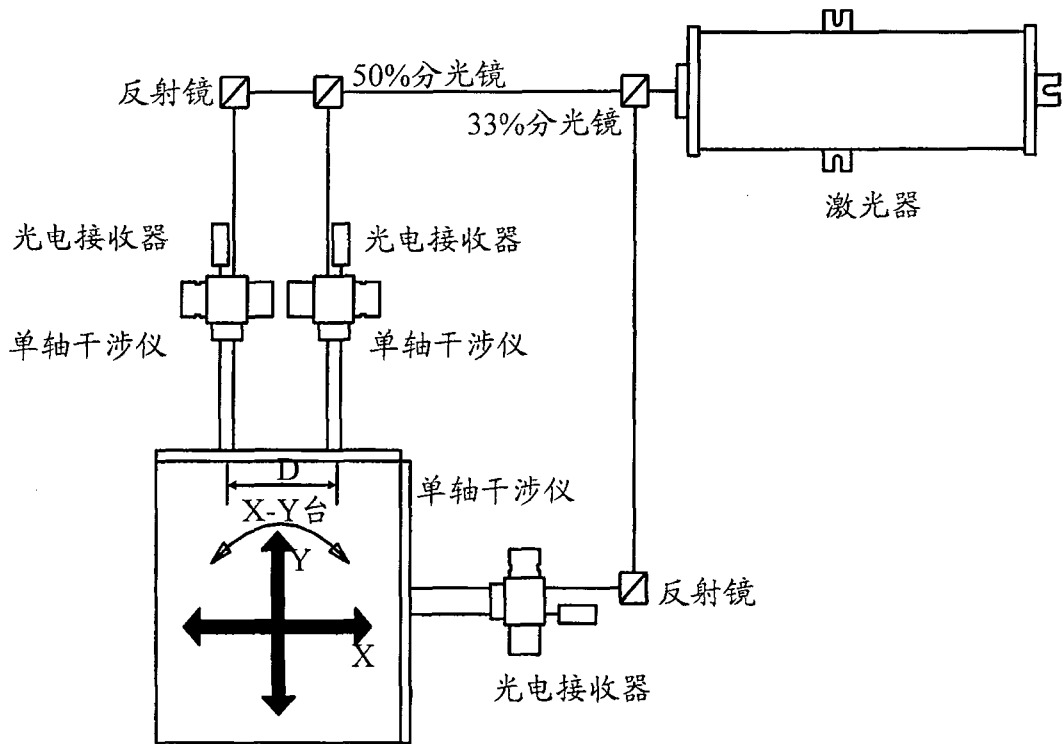 50%分光镜
反射镜
33%分光镜
激光器
光电接收器
光电接收器
单轴干涉仪
单轴干涉仪
D
单轴干涉仪
X-Y台
Y
反射镜
X
光电接收器